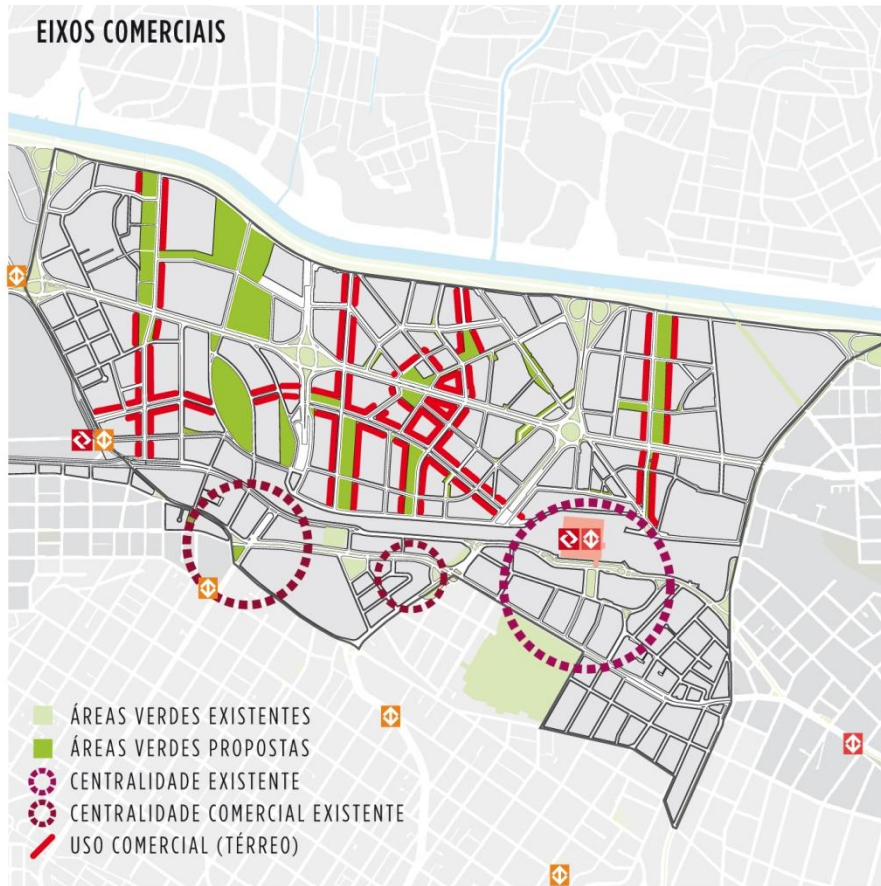 EIXOS COMERCIAIS
ÁREAS VERDES EXISTENTES
ÁREAS VERDES PROPOSTAS
CENTRALIDADE EXISTENTE
CENTRALIDADE COMERCIAL EXISTENTE
USO COMERCIAL (TÉRREO)